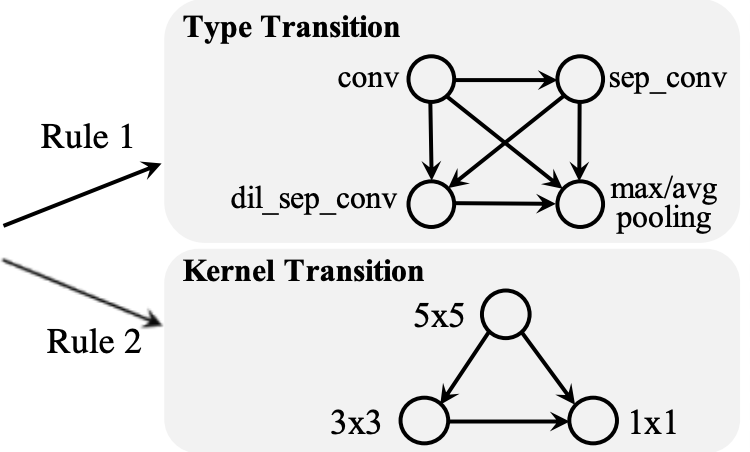 Type Transition
conv
sep_conv
Rule 1
dil_sep_conv
max/avg
pooling
Kernel Transition
5x5
Rule 2
3x3
1x1